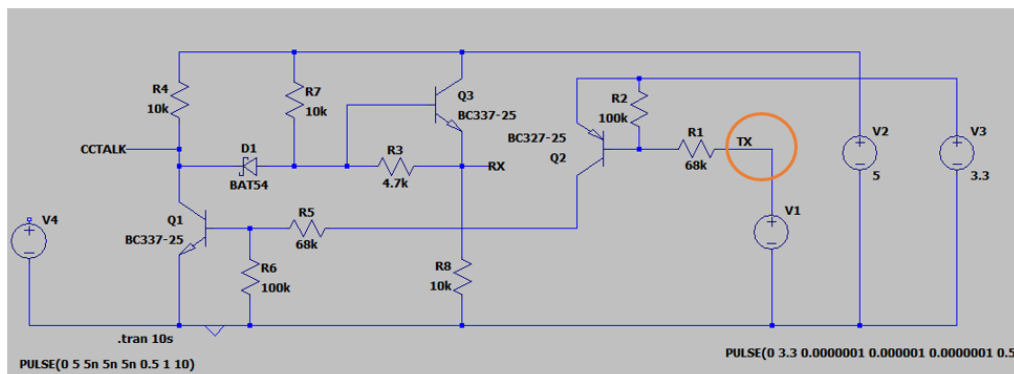 R4
10k
R7
10k
Q3
BC337-25
R2
100k
BC327-25
Q2
R1
68k
TX
V2
5
V3
3.3
CCTALK
D1
BAT54
R3
4.7k
RX
V4
Q1
BC337-25
R5
68k
R6
100k
R8
10k
V1
.tran 10s
PULSE(0 5 5n 5n 5n 0.5 1 10)
PULSE(0 3.3 0.0000001 0.000001 0.0000001 0.5